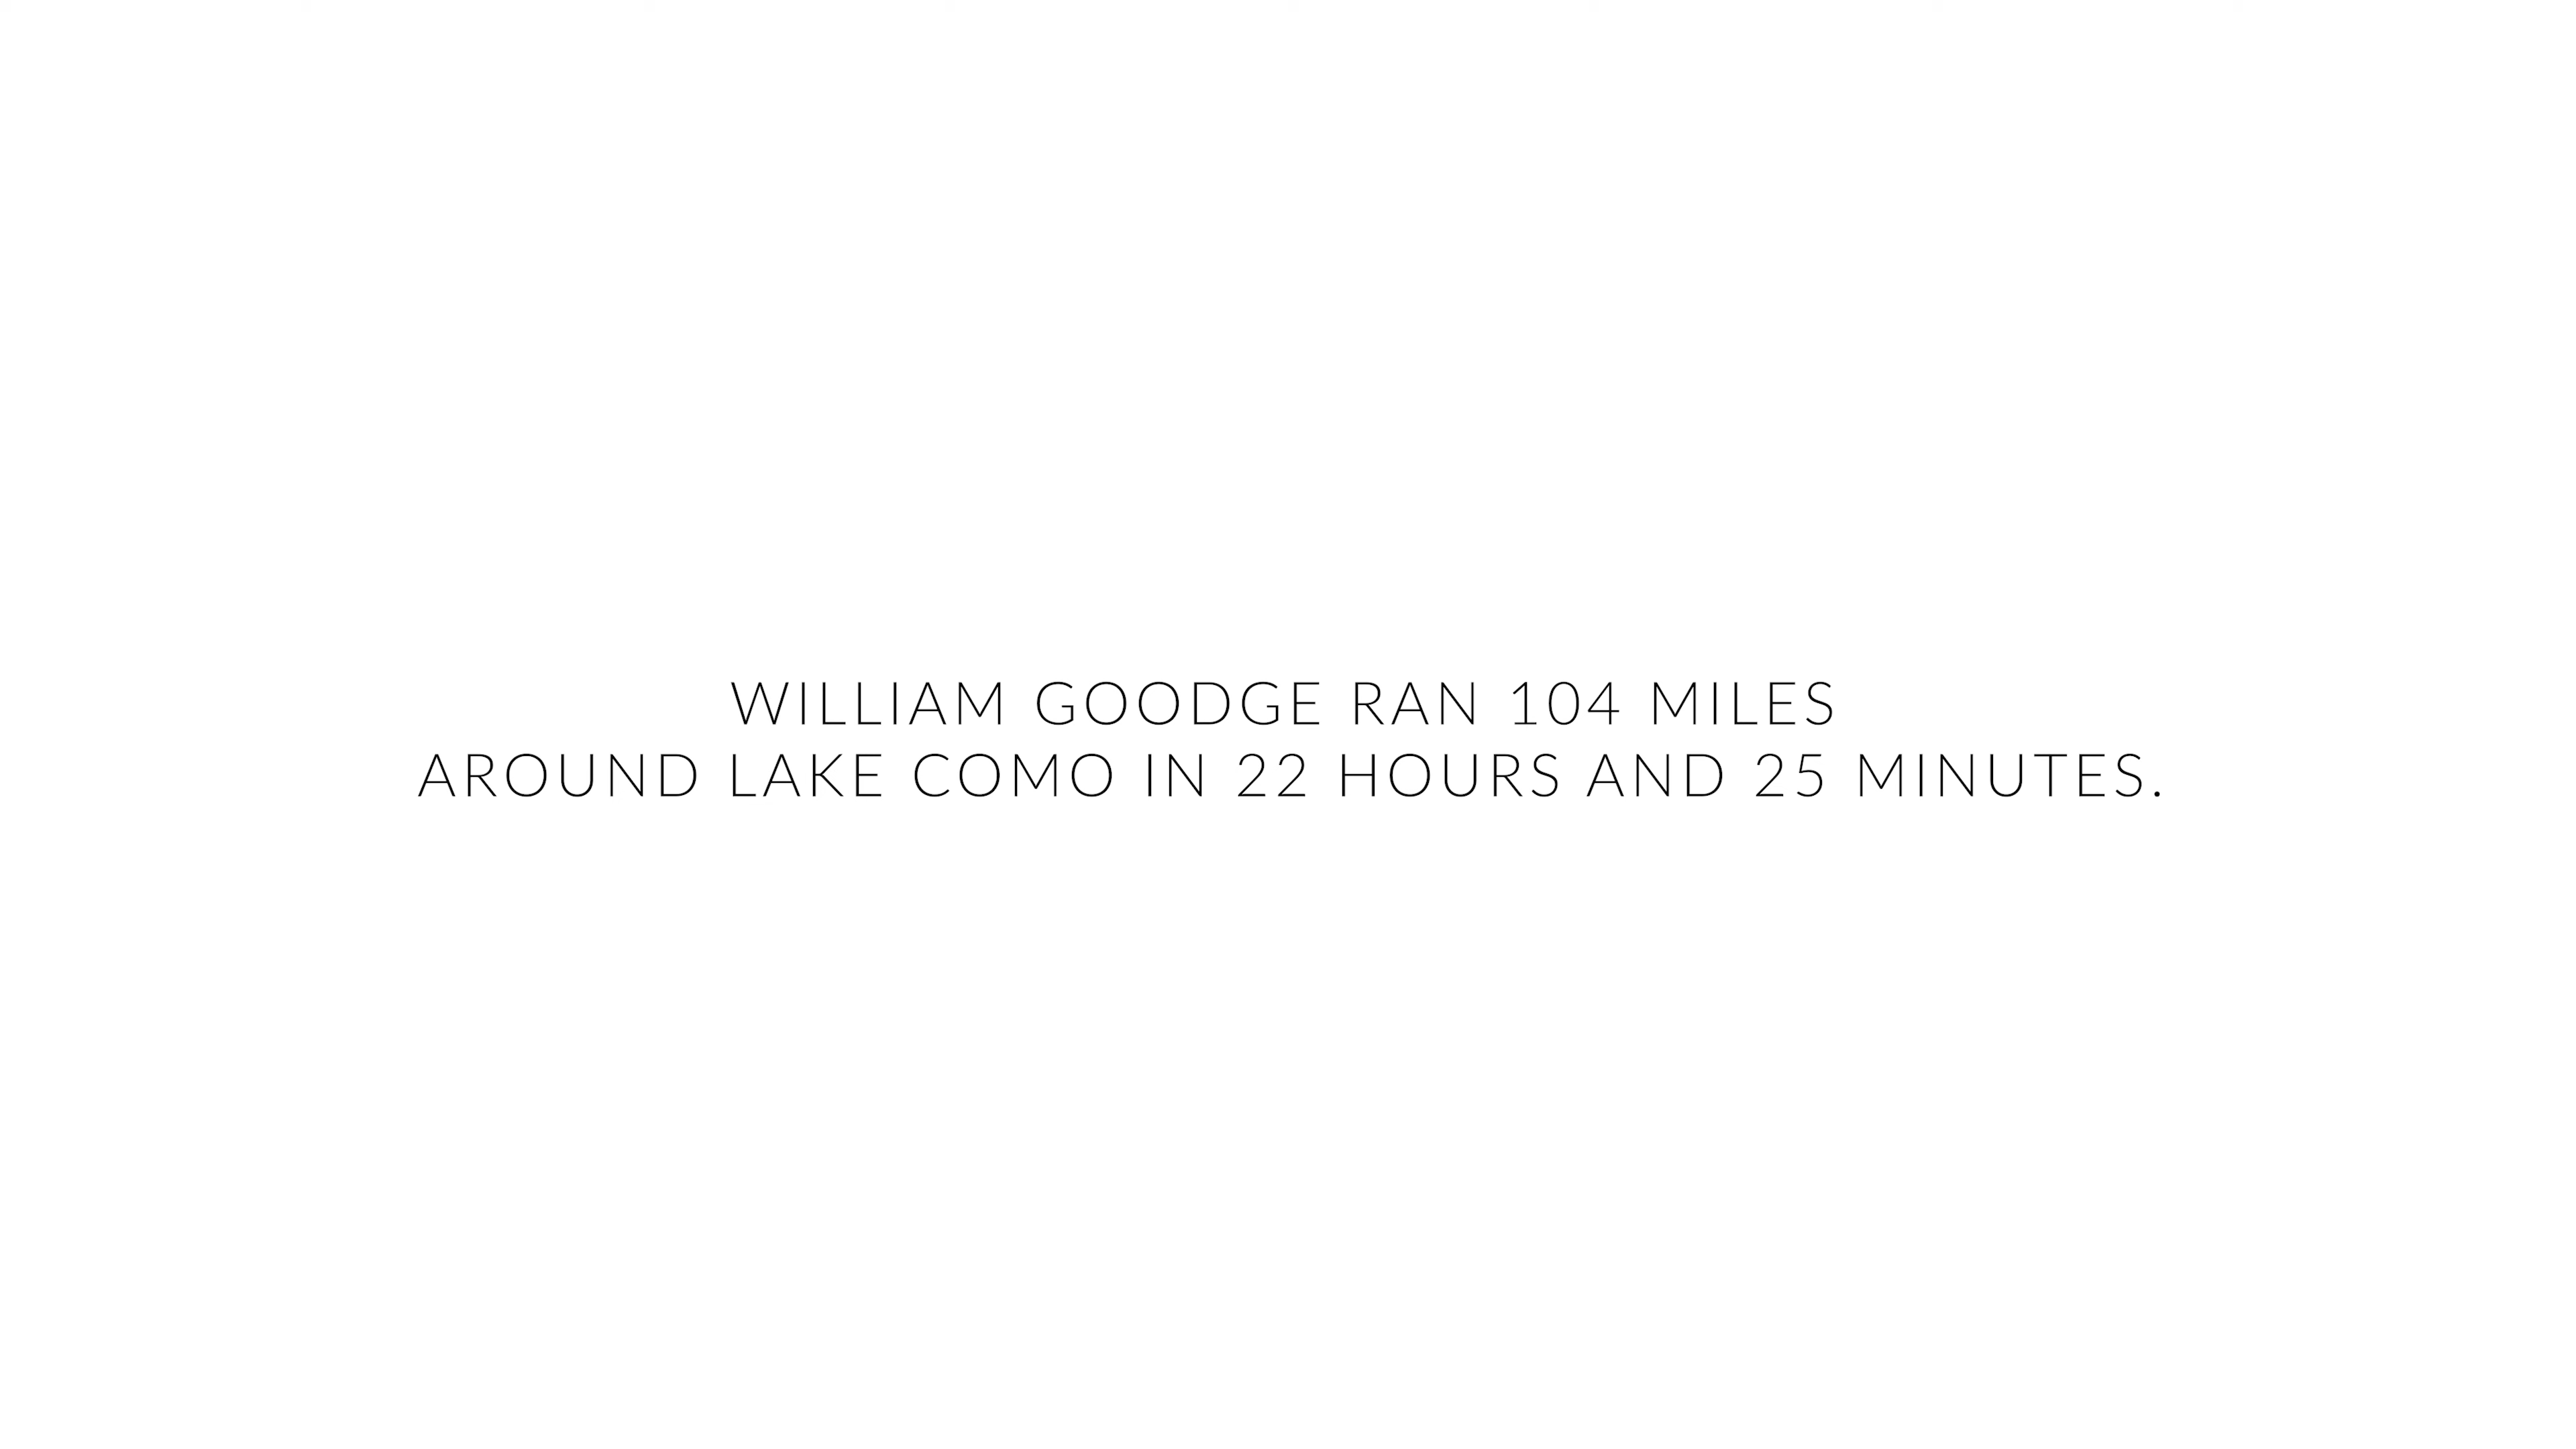 WILLIAM GOODGE RAN 104 MILES
AROUND LAKE COMO IN 22 HOURS AND 25 MINUTES.